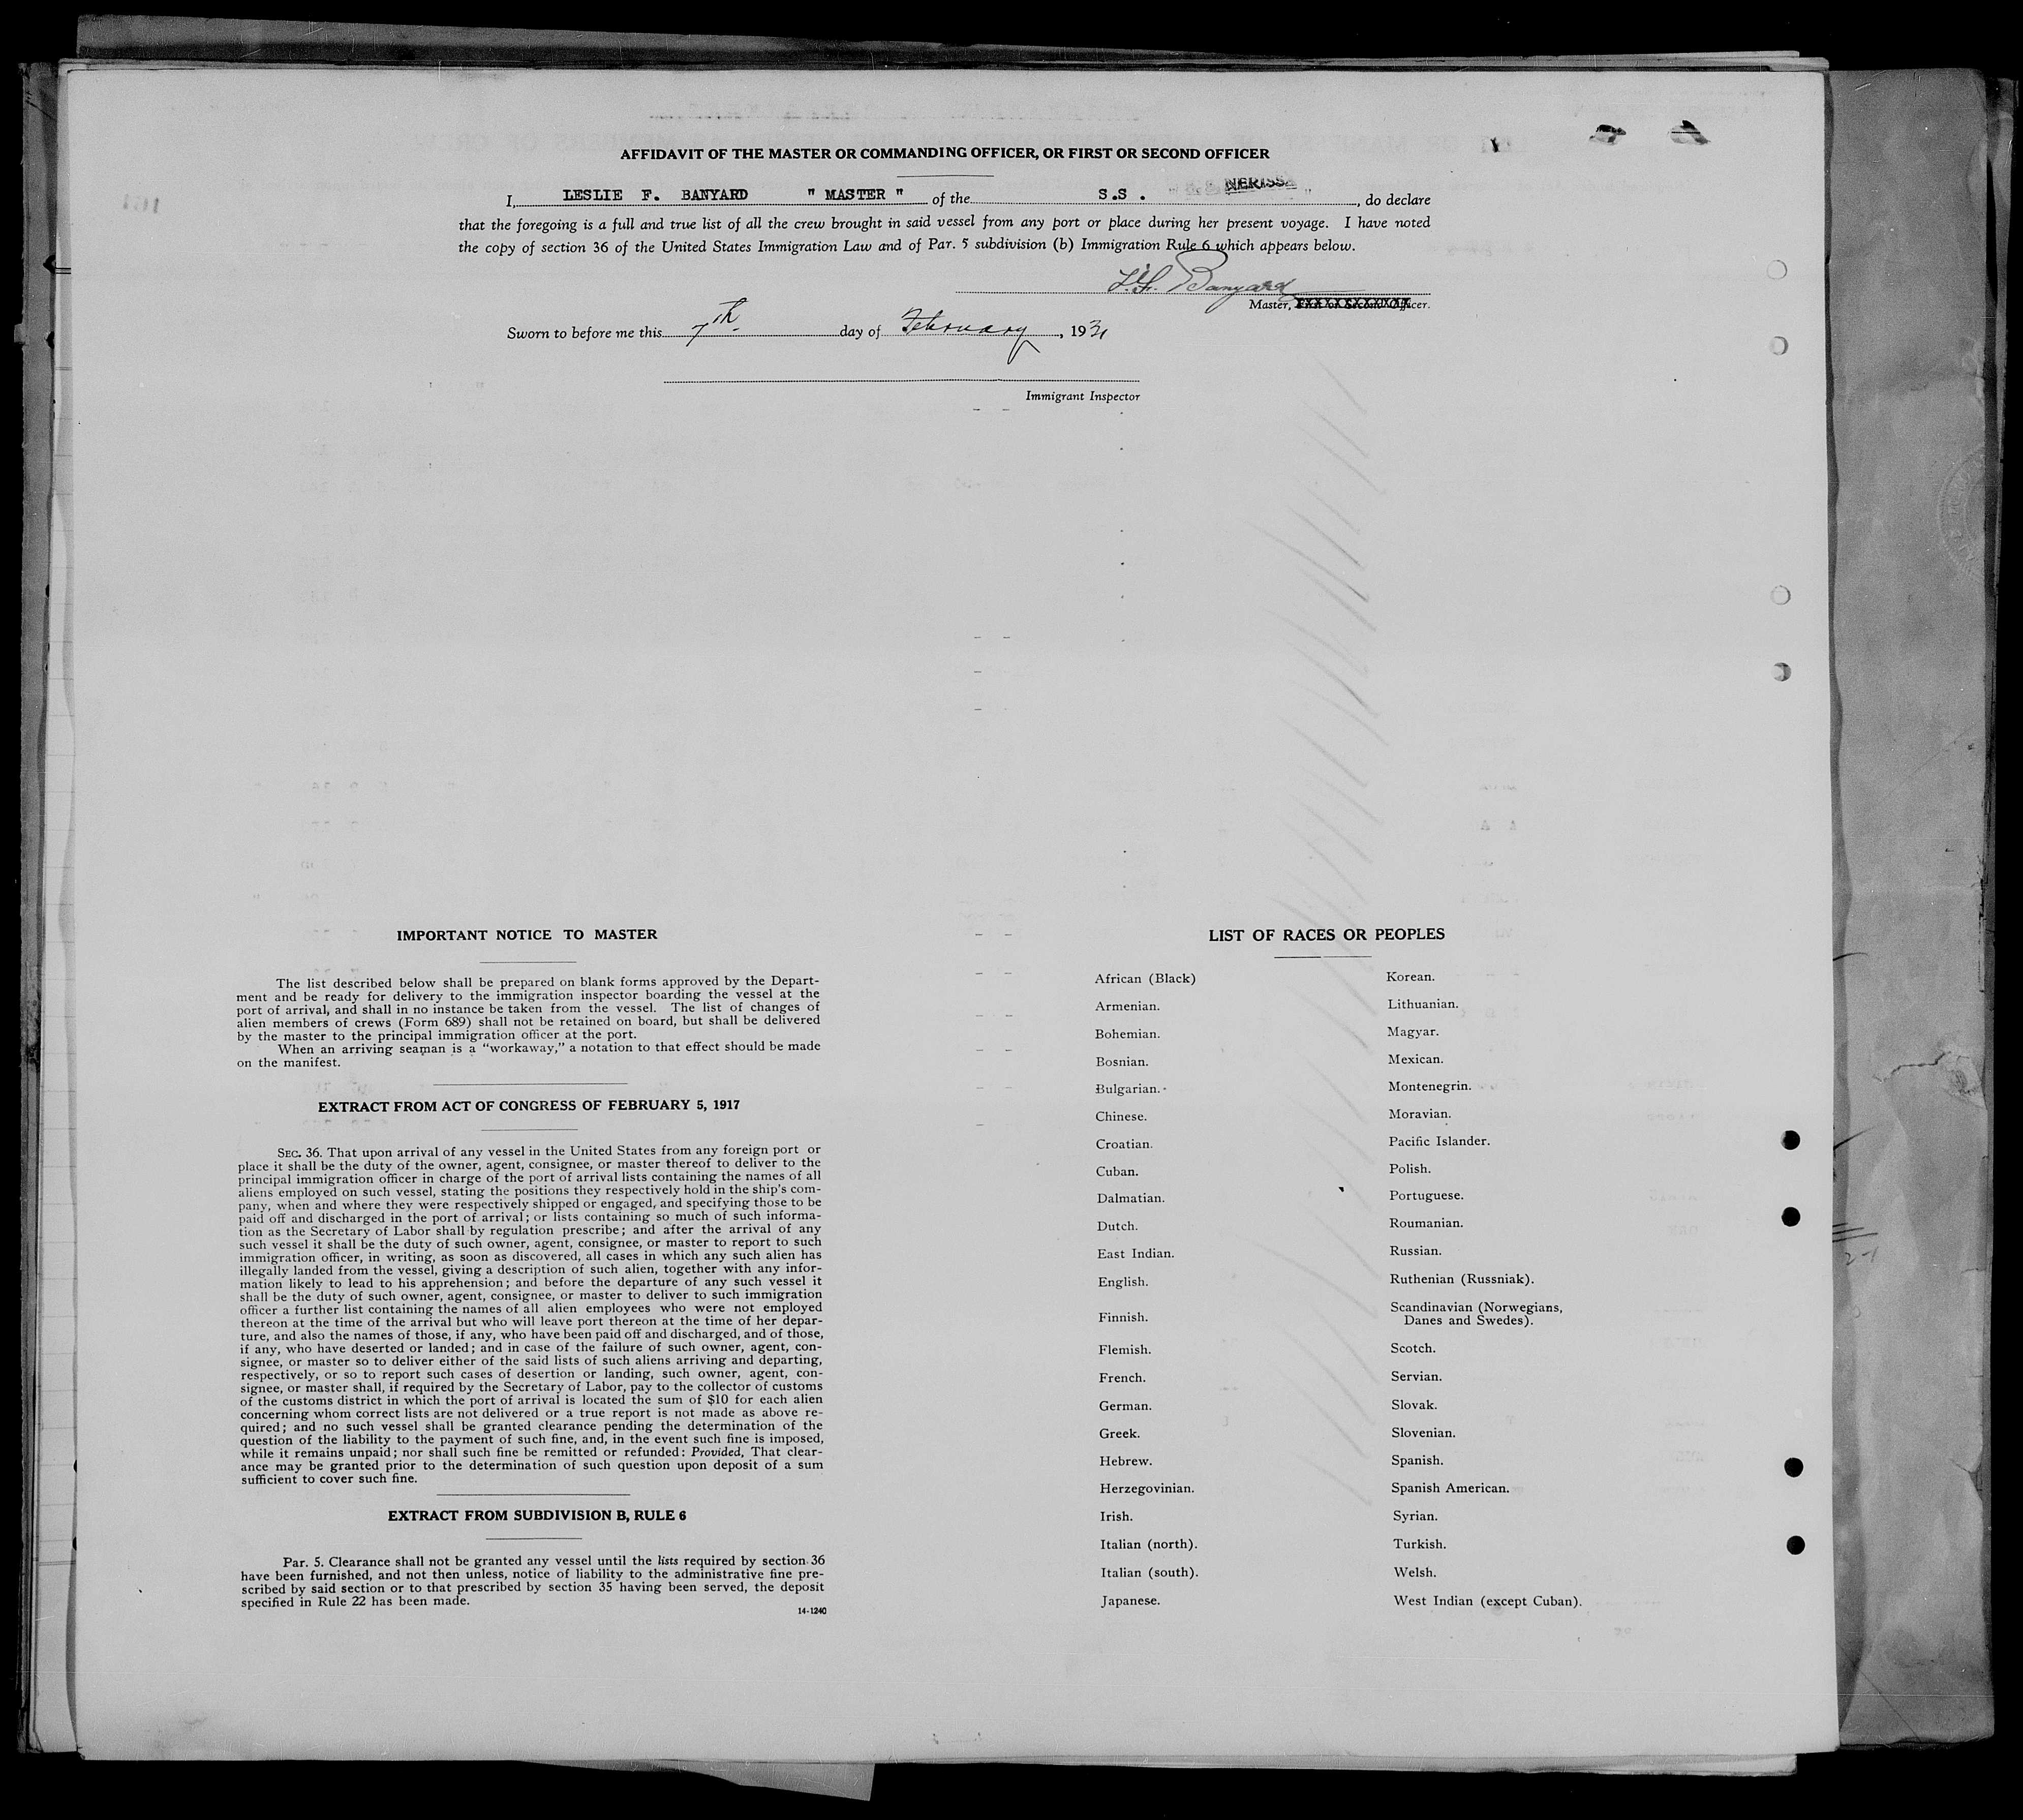 AFFIDAVIT OF THE MASTER OR COMMANDING OFFICER, OR FIRST OR SECOND OFFICER
I, LESLIE F. BANYARD " MASTER " of the S.S. " NERISSA ", do declare
that the foregoing is a full and true list of all the crew brought in said vessel from any port or place during her present voyage. I have noted
the copy of section 36 of the United States Immigration Law and of Par. 5 subdivision (b) Immigration Rule 6 which appears below.
L.F. Banyard
Master, First or Second Officer.
Sworn to before me this 7th day of February, 1931
Immigrant Inspector
IMPORTANT NOTICE TO MASTER
The list described below shall be prepared on blank forms approved by the Depart-
ment and be ready for delivery to the immigration inspector boarding the vessel at the
port of arrival, and shall in no instance be taken from the vessel. The list of changes of
alien members of crews (Form 689) shall not be retained on board, but shall be delivered
by the master to the principal immigration officer at the port.
When an arriving seaman is a "workaway," a notation to that effect should be made
on the manifest.
EXTRACT FROM ACT OF CONGRESS OF FEBRUARY 5, 1917
SEC. 36. That upon arrival of any vessel in the United States from any foreign port or
place it shall be the duty of the owner, agent, consignee, or master thereof to deliver to the
principal immigration officer in charge of the port of arrival lists containing the names of all
aliens employed on such vessel, stating the positions they respectively hold in the ship's com-
pany, when and where they were respectively shipped or engaged, and specifying those to be
paid off and discharged in the port of arrival; or lists containing so much of such informa-
tion as the Secretary of Labor shall by regulation prescribe; and after the arrival of any
such vessel it shall be the duty of such owner, agent, consignee, or master to report to such
immigration officer, in writing, as soon as discovered, all cases in which any such alien has
illegally landed from the vessel, giving a description of such alien, together with any infor-
mation likely to lead to his apprehension; and before the departure of any such vessel it
shall be the duty of such owner, agent, consignee, or master to deliver to such immigration
officer a further list containing the names of all alien employees who were not employed
thereon at the time of the arrival but who will leave port thereon at the time of her depar-
ture, and also the names of those, if any, who have been paid off and discharged, and of those,
if any, who have deserted or landed; and in case of the failure of such owner, agent, con-
signee, or master so to deliver either of the said lists of such aliens arriving and departing,
respectively, or so to report such cases of desertion or landing, such owner, agent, con-
signee, or master shall, if required by the Secretary of Labor, pay to the collector of customs
of the customs district in which the port of arrival is located the sum of $10 for each alien
concerning whom correct lists are not delivered or a true report is not made as above re-
quired; and no such vessel shall be granted clearance pending the determination of the
question of the liability to the payment of such fine, and, in the event such fine is imposed,
while it remains unpaid; nor shall such fine be remitted or refunded: Provided, That clear-
ance may be granted prior to the determination of such question upon deposit of a sum
sufficient to cover such fine.
EXTRACT FROM SUBDIVISION B, RULE 6
Par. 5. Clearance shall not be granted any vessel until the lists required by section 36
have been furnished, and not then unless, notice of liability to the administrative fine pre-
scribed by said section or to that prescribed by section 35 having been served, the deposit
specified in Rule 22 has been made.
14-1240
LIST OF RACES OR PEOPLES
African (Black)
Armenian.
Bohemian.
Bosnian.
Bulgarian.
Chinese.
Croatian.
Cuban.
Dalmatian.
Dutch.
East Indian.
English.
Finnish.
Flemish.
French.
German.
Greek.
Hebrew.
Herzegovinian.
Irish.
Italian (north).
Italian (south).
Japanese.
Korean.
Lithuanian.
Magyar.
Mexican.
Montenegrin.
Moravian.
Pacific Islander.
Polish.
Portuguese.
Roumanian.
Russian.
Ruthenian (Russniak).
Scandinavian (Norwegians,
Danes and Swedes).
Scotch.
Servian.
Slovak.
Slovenian.
Spanish.
Spanish American.
Syrian.
Turkish.
Welsh.
West Indian (except Cuban).